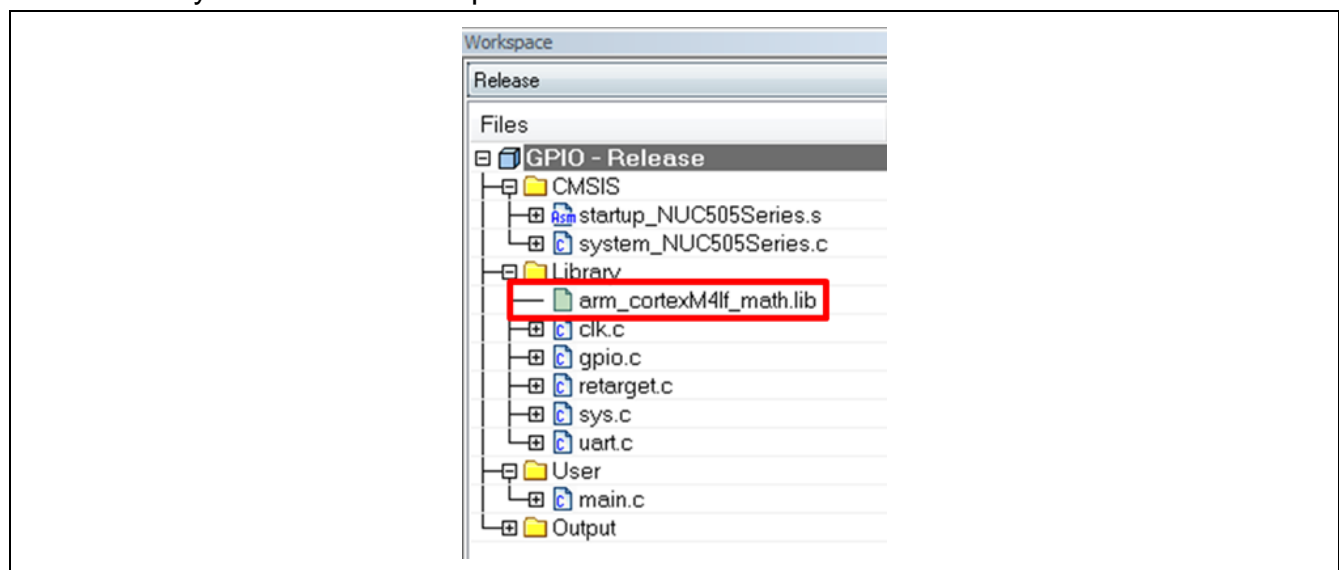 Workspace
Release
Files
GPIO - Release
CMSIS
Asm startup_NUC505Series.s
C system_NUC505Series.c
Library
arm_cortexM4lf_math.lib
C clk.c
C gpio.c
C retarget.c
C sys.c
C uart.c
User
C main.c
Output